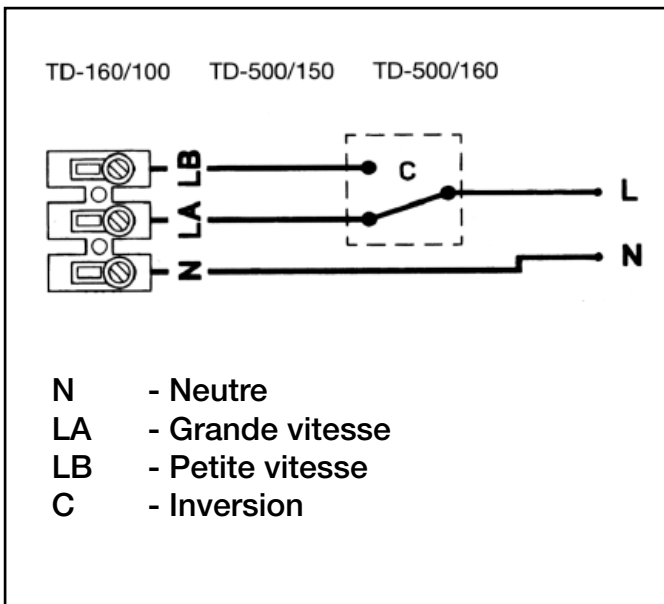 TD-160/100 TD-500/150 TD-500/160
LB
C
LA
L
N
N
N - Neutre
LA - Grande vitesse
LB - Petite vitesse
C - Inversion